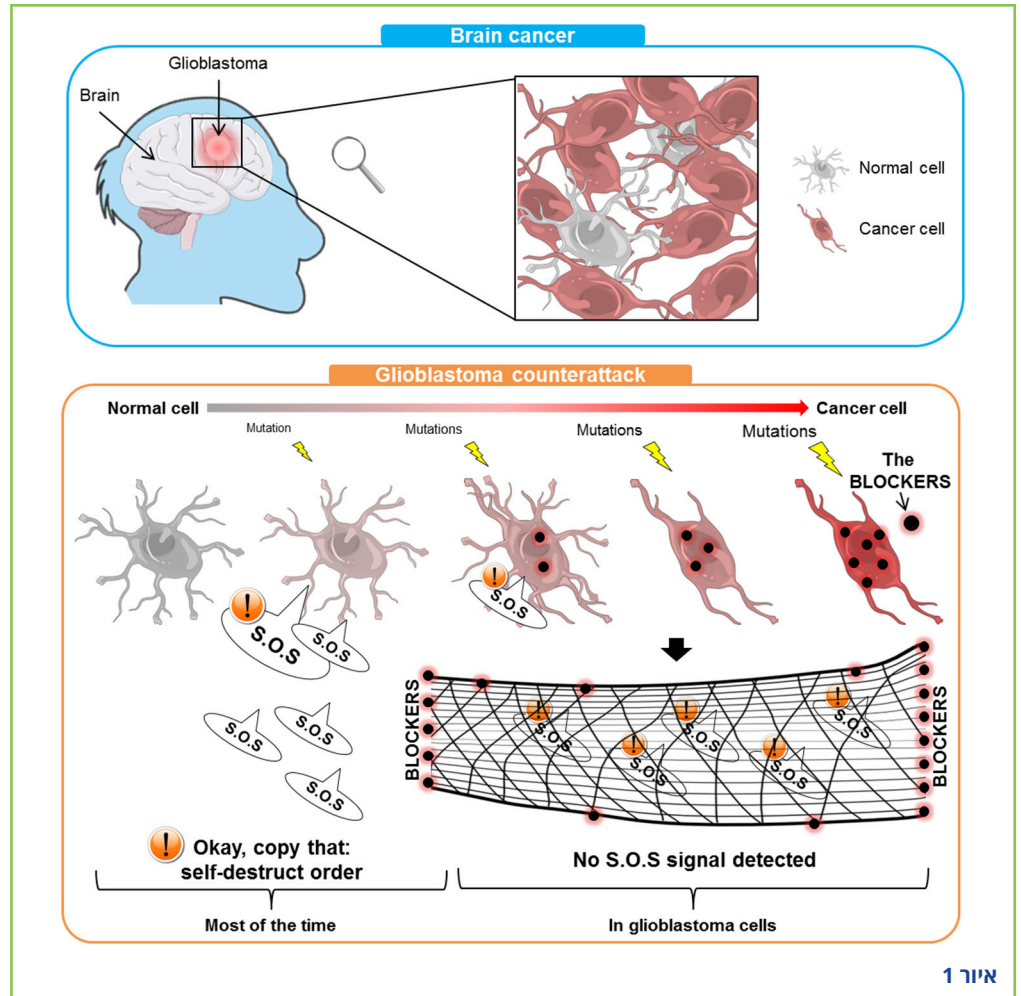 Brain cancer
Glioblastoma
Brain
Normal cell
Cancer cell
Glioblastoma counterattack
Normal cell
Cancer cell
Mutation
Mutations
Mutations
Mutations
The
BLOCKERS
!
S.O.S
S.O.S
!
S.O.S
S.O.S
S.O.S
S.O.S
BLOCKERS
!
S.O.S
!
S.O.S
!
S.O.S
!
S.O.S
!
S.O.S
BLOCKERS
! Okay, copy that:
self-destruct order
No S.O.S signal detected
Most of the time
In glioblastoma cells
איור 1